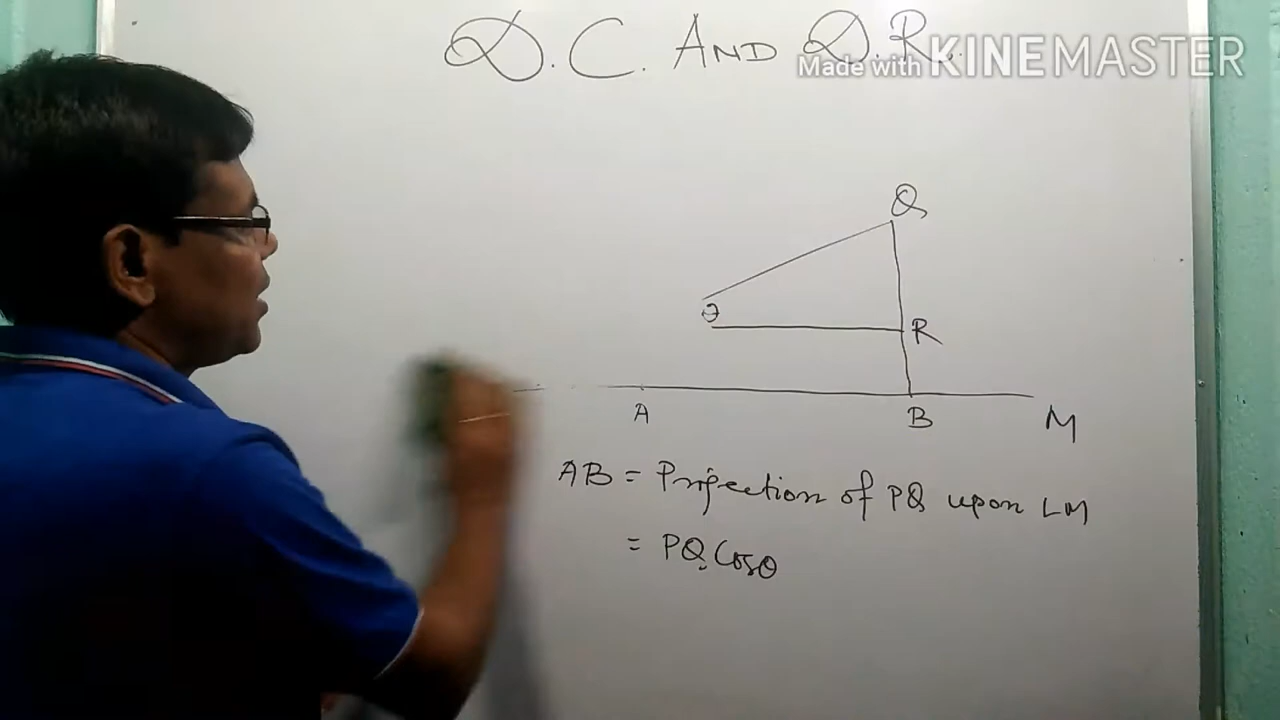 D.C. AND D.R.
Made with KINEMASTER
Q
θ
R
A
B
M
AB = Projection of PQ upon LM
= PQ Cosθ